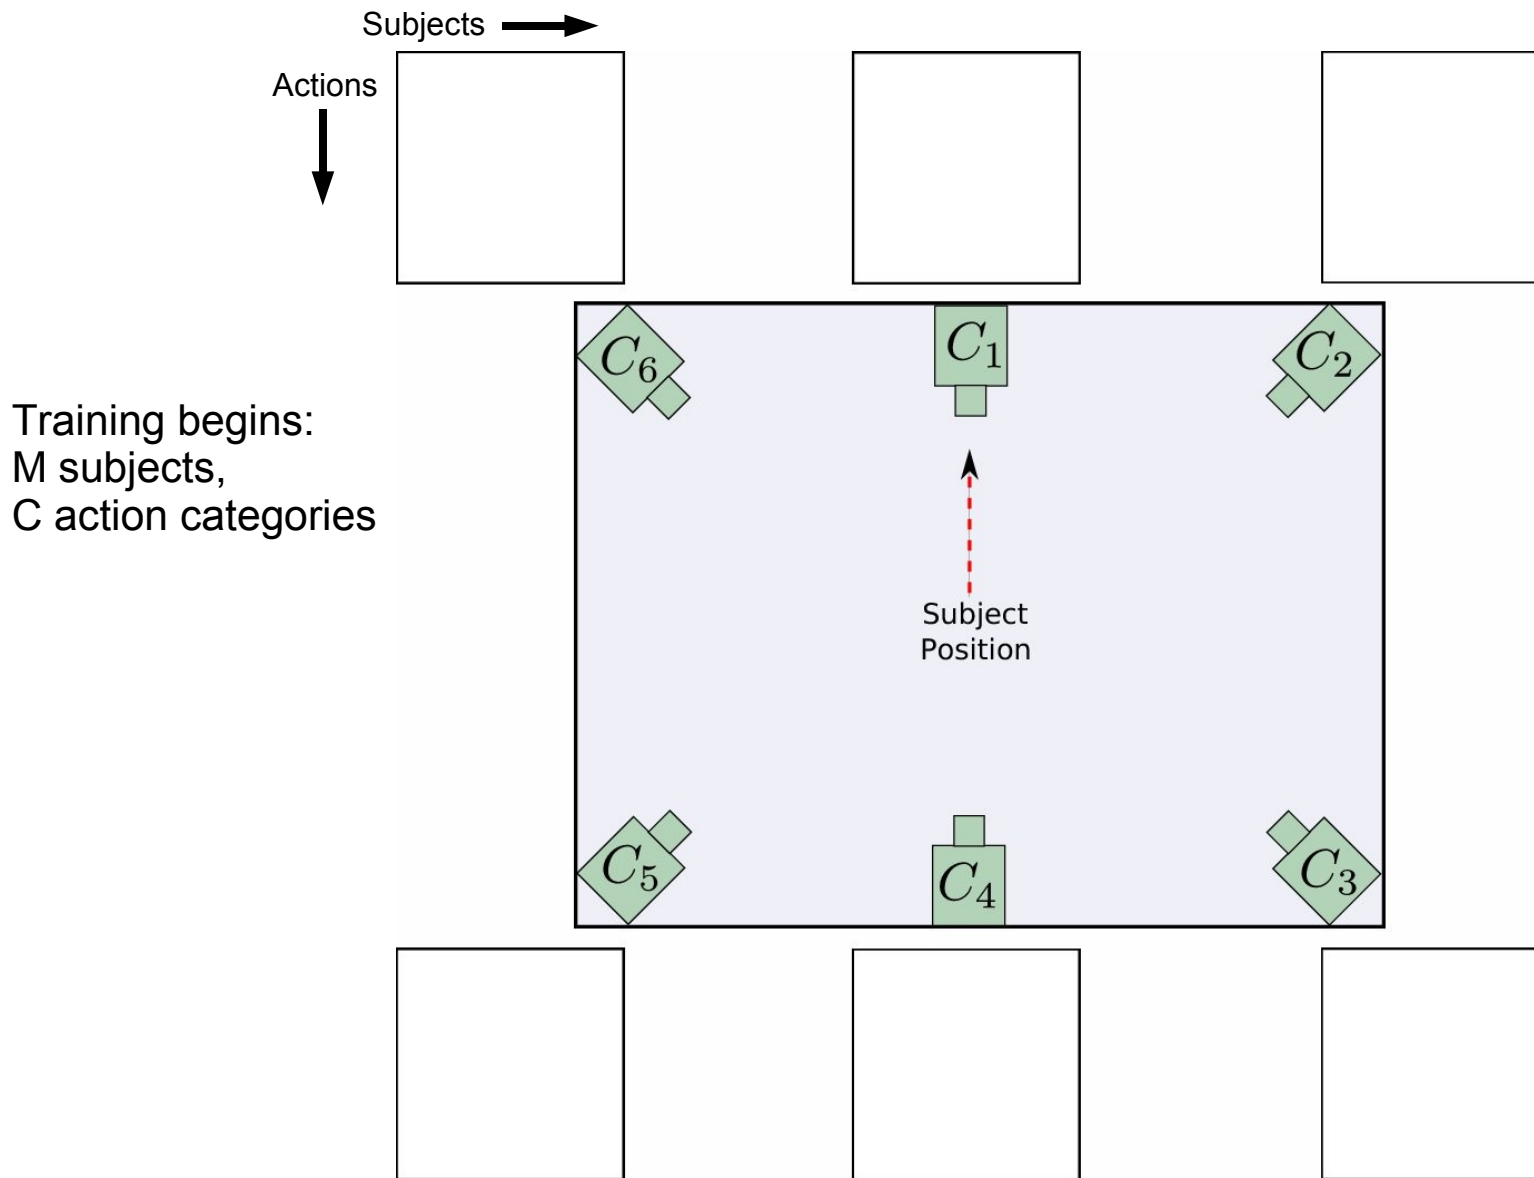 Subjects
Actions
C₆
C₁
C₂
Training begins:
M subjects,
C action categories
Subject
Position
C₅
C₄
C₃